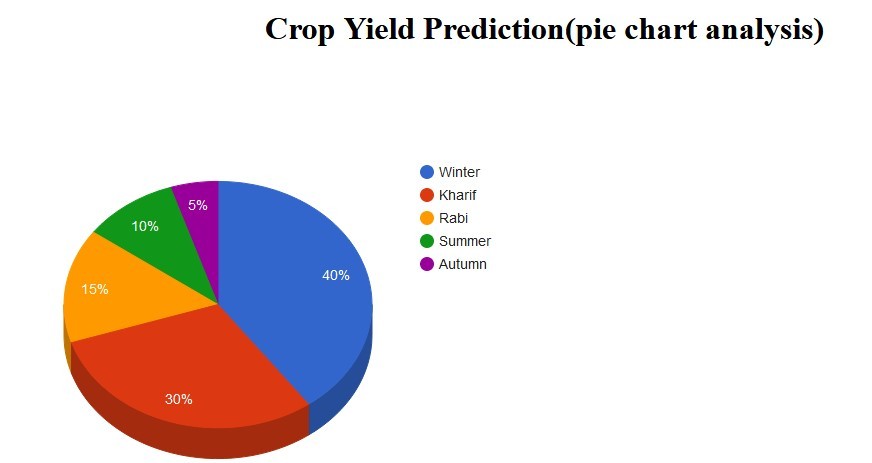 Crop Yield Prediction(pie chart analysis)
Winter
Kharif
Rabi
Summer
Autumn
5%
10%
40%
15%
30%